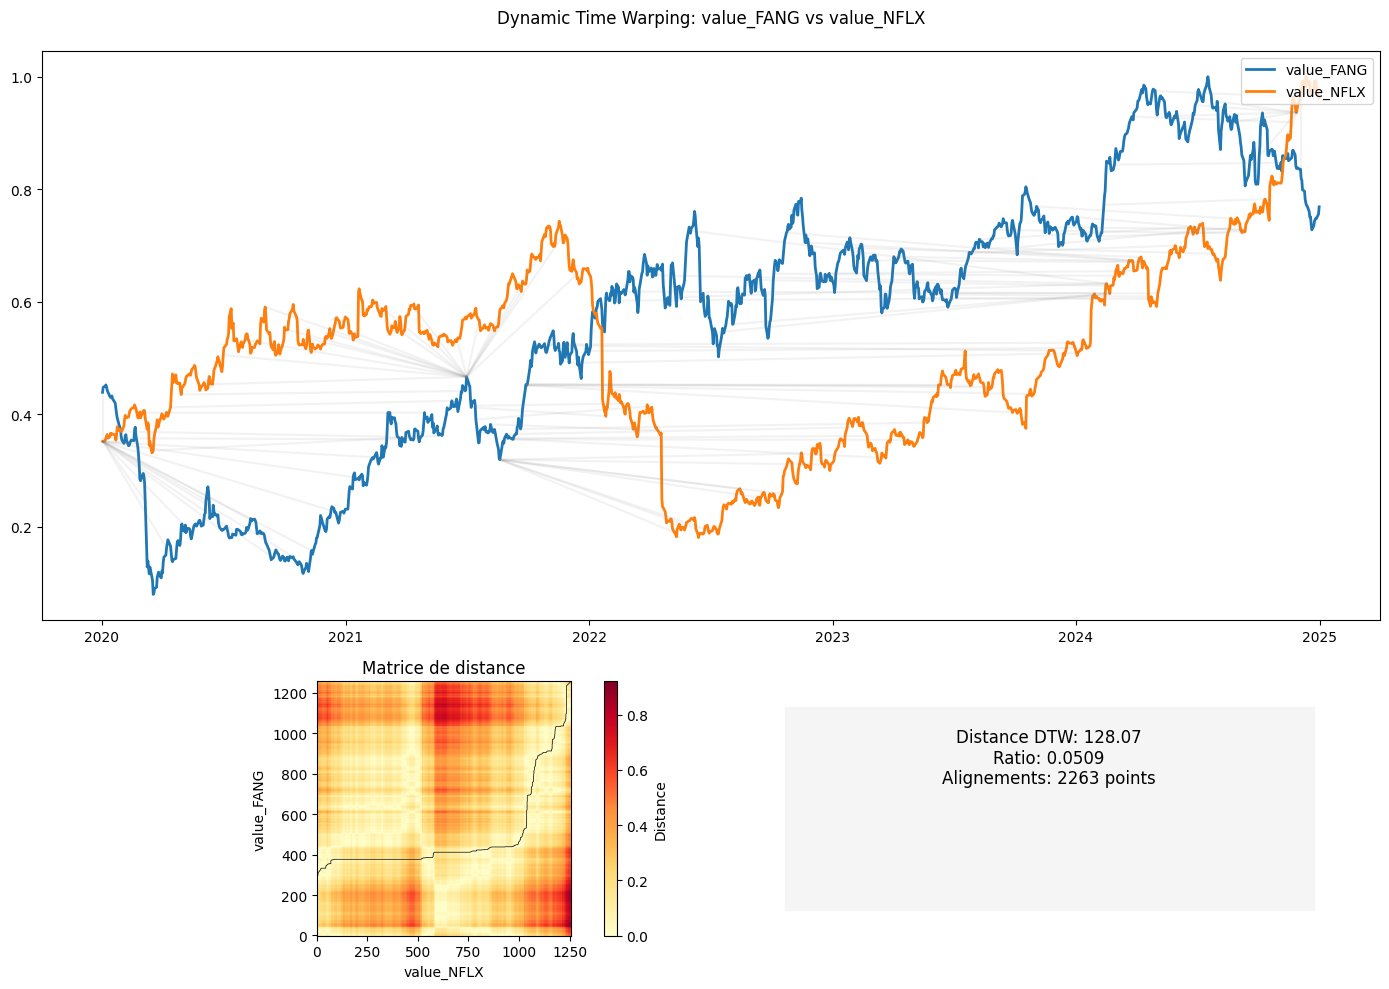 Dynamic Time Warping: value_FANG vs value_NFLX
1.0
0.8
0.6
0.4
0.2
value_FANG
value_NFLX
2020 2021 2022 2023 2024 2025
Matrice de distance
value_FANG
1200
1000
800
600
400
200
0
0 250 500 750 1000 1250
value_NFLX
0.8
0.6
0.4
0.2
0.0
Distance
Distance DTW: 128.07
Ratio: 0.0509
Alignements: 2263 points